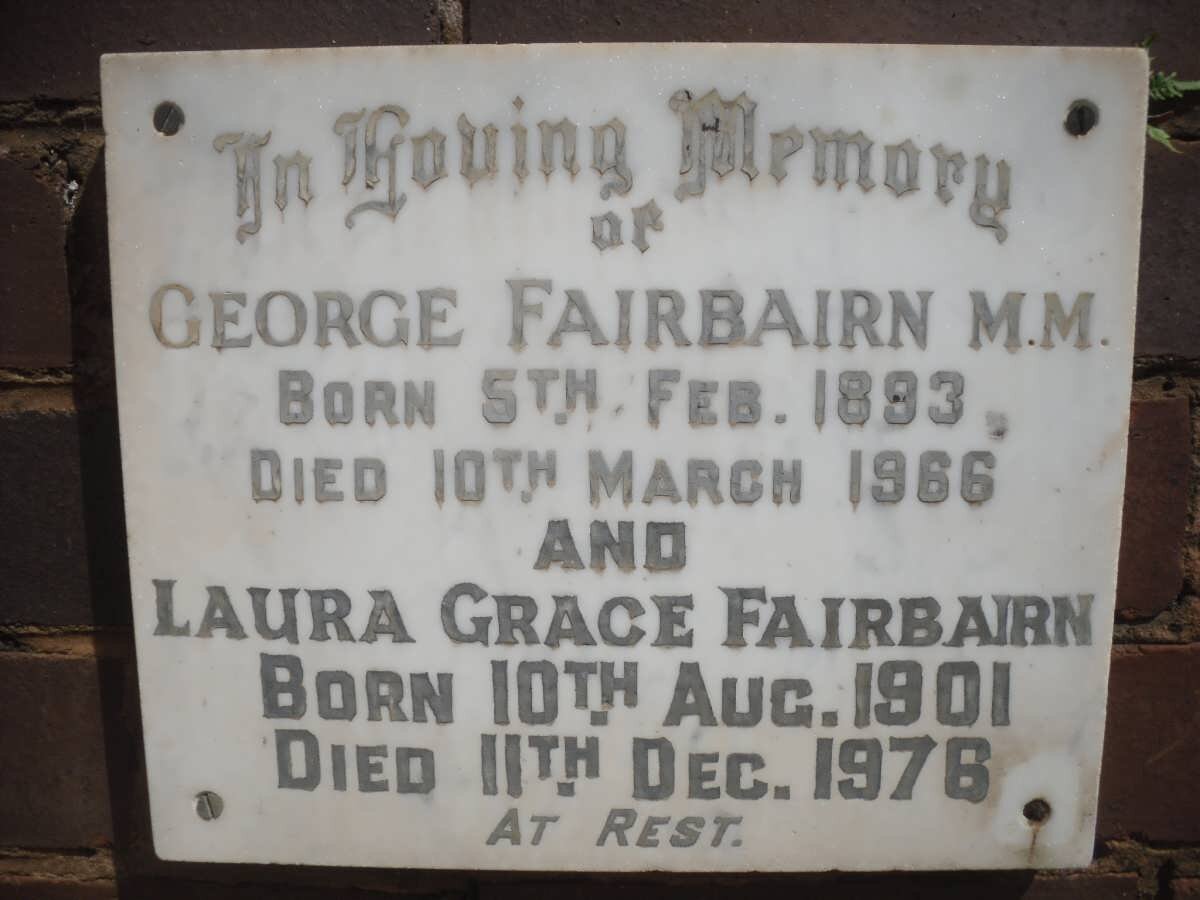 In Loving Memory
of
GEORGE FAIRBAIRN M.M.
BORN 5TH FEB. 1893
DIED 10TH MARCH 1966
AND
LAURA GRACE FAIRBAIRN
BORN 10TH AUG. 1901
DIED 11TH DEC. 1976
AT REST.